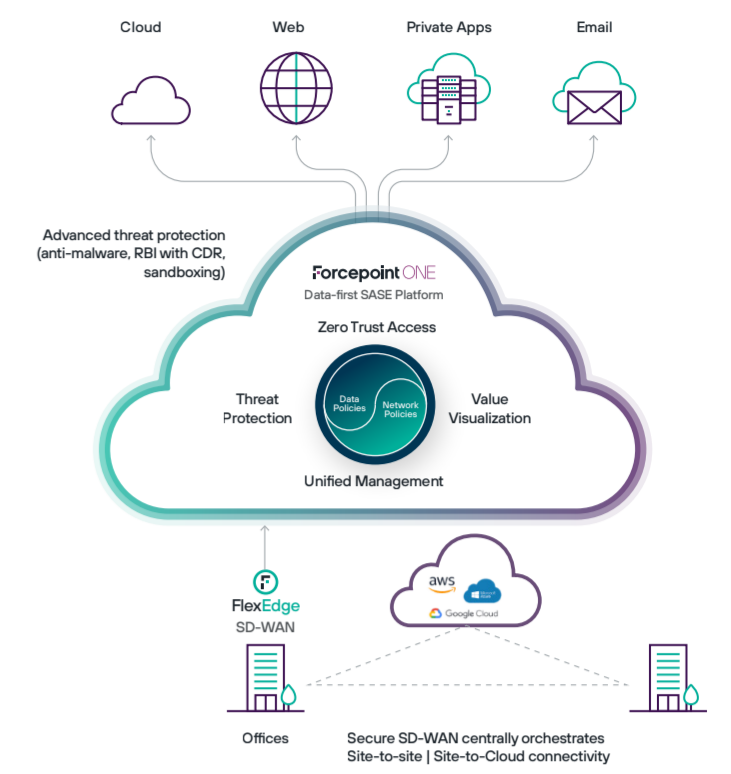 Cloud
Web
Private Apps
Email
Advanced threat protection
(anti-malware, RBI with CDR,
sandboxing)
Forcepoint ONE
Data-first SASE Platform
Zero Trust Access
Threat
Protection
Data
Policies
Network
Policies
Value
Visualization
Unified Management
aws
Google Cloud
FlexEdge
SD-WAN
Offices
Secure SD-WAN centrally orchestrates
Site-to-site | Site-to-Cloud connectivity